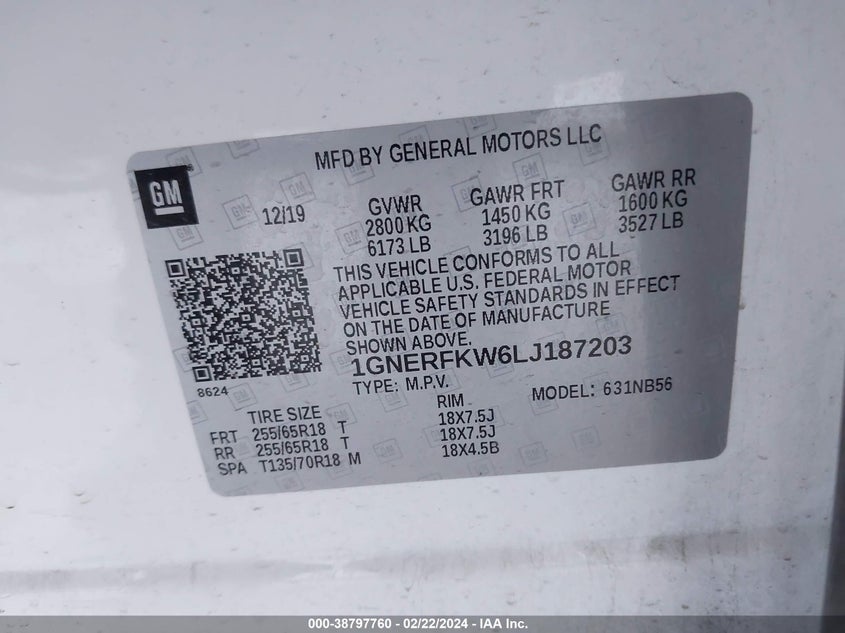 MFD BY GENERAL MOTORS LLC
GM
12/19
GVWR GAWR FRT GAWR RR
2800 KG 1450 KG 1600 KG
6173 LB 3196 LB 3527 LB
THIS VEHICLE CONFORMS TO ALL
APPLICABLE U.S. FEDERAL MOTOR
VEHICLE SAFETY STANDARDS IN EFFECT
ON THE DATE OF MANUFACTURE
SHOWN ABOVE.
1GNERFKW6LJ187203
8624
TYPE: M.P.V. MODEL: 631NB56
TIRE SIZE RIM
FRT 255/65R18 T 18X7.5J
RR 255/65R18 T 18X7.5J
SPA T135/70R18 M 18X4.5B
000-38797760 - 02/22/2024 - IAA Inc.